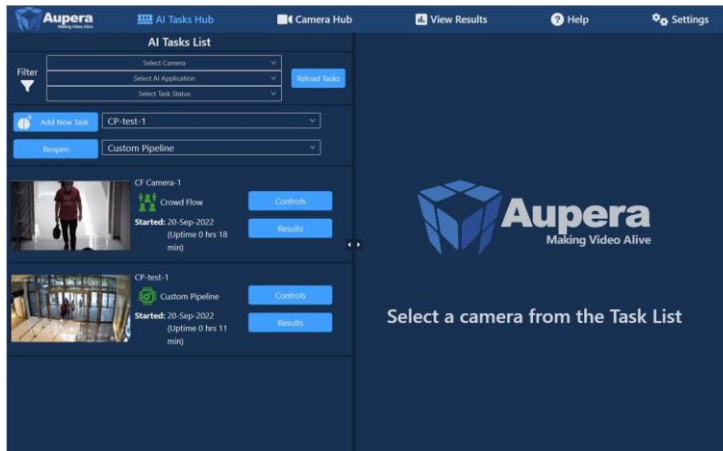 Aupera
Making Video Alive
AI Tasks Hub
Camera Hub
View Results
Help
Settings
AI Tasks List
Filter
Select Camera
Select AI Application
Select Task Status
Reload Tasks
Add New Task
CP-test-1
Reopen
Custom Pipeline
CF Camera-1
Crowd Flow
Started: 20-Sep-2022
(Uptime 0 hrs 18
min)
Controls
Results
CP-test-1
Custom Pipeline
Started: 20-Sep-2022
(Uptime 0 hrs 11
min)
Controls
Results
Aupera
Making Video Alive
Select a camera from the Task List